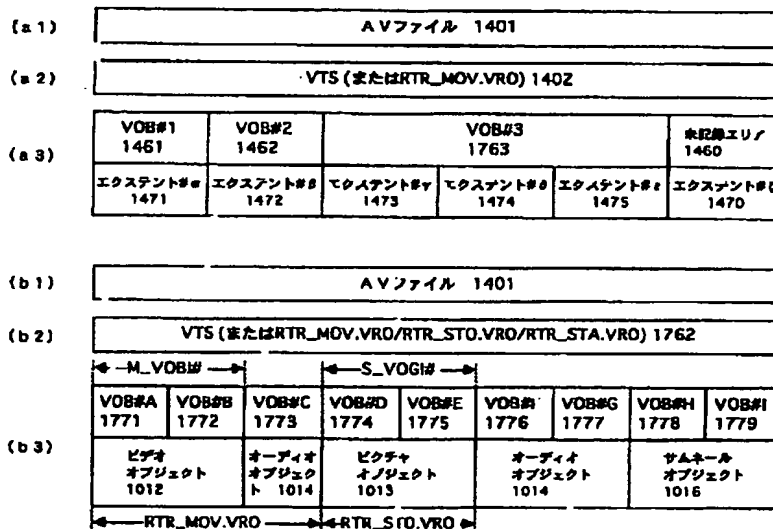 (a1)
AVファイル 1401
(a2)
VTS (またはRTR_MOV.VRO) 1402
(a3)
VOB#1
1461
VOB#2
1462
VOB#3
1763
未記録エリア
1460
エクステント#α
1471
エクステント#β
1472
エクステント#γ
1473
エクステント#δ
1474
エクステント#ε
1475
エクステント#ζ
1470
(b1)
AVファイル 1401
(b2)
VTS (またはRTR_MOV.VRO/RTR_STO.VRO/RTR_STA.VRO) 1762
M_VOBI#
S_VOGI#
(b3)
VOB#A
1771
VOB#B
1772
VOB#C
1773
VOB#D
1774
VOB#E
1775
1776
VOB#G
1777
VOB#H
1778
VOB#I
1779
ビデオ
オブジェクト
1012
オーディオ
オブジェク
ト 1014
ピクチャ
オブジェクト
1013
オーディオ
オブジェクト
1014
サムネール
オブジェクト
1016
RTR_MOV.VRO
RTR_STO.VRO